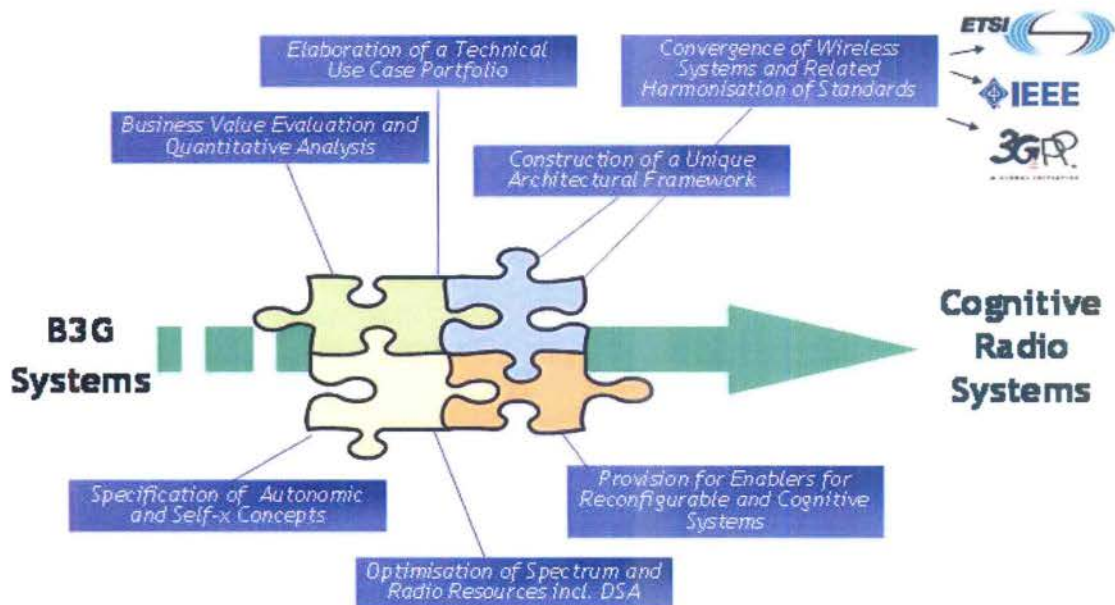 Elaboration of a Technical
Use Case Portfolio
Convergence of Wireless
Systems and Related
Harmonisation of Standards
ETSI
IEEE
3GPP
A GLOBAL INITIATIVE
Business Value Evaluation and
Quantitative Analysis
Construction of a Unique
Architectural Framework
B3G
Systems
Cognitive
Radio
Systems
Specification of Autonomic
and Self-x Concepts
Provision for Enablers for
Reconfigurable and Cognitive
Systems
Optimisation of Spectrum and
Radio Resources incl. DSA